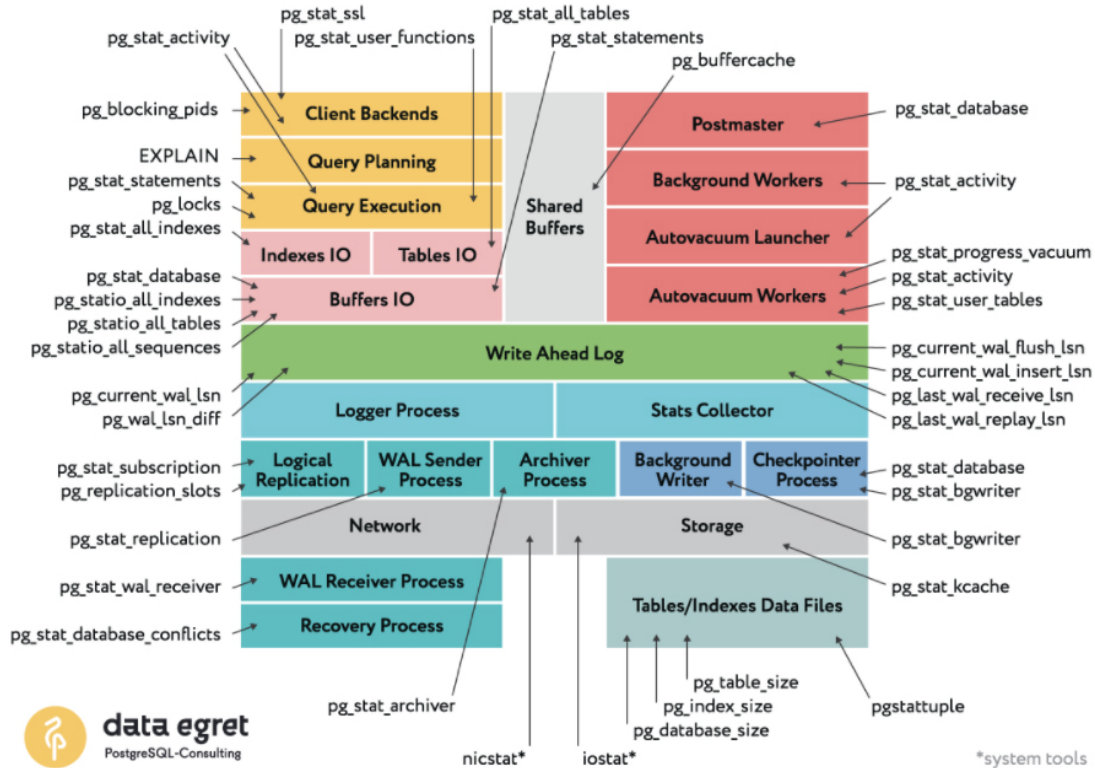 pg_stat_ssl
pg_stat_all_tables
pg_stat_activity
pg_stat_user_functions
pg_stat_statements
pg_buffercache
pg_blocking_pids
EXPLAIN
pg_stat_statements
pg_locks
pg_stat_all_indexes
pg_stat_database
pg_statio_all_indexes
pg_statio_all_tables
pg_statio_all_sequences
pg_current_wal_lsn
pg_wal_lsn_diff
pg_stat_subscription
pg_replication_slots
pg_stat_replication
pg_stat_wal_receiver
pg_stat_database_conflicts
Client Backends
Query Planning
Query Execution
Indexes IO
Tables IO
Buffers IO
Shared
Buffers
Postmaster
Background Workers
Autovacuum Launcher
Autovacuum Workers
Write Ahead Log
Logger Process
Stats Collector
Logical
Replication
WAL Sender
Process
Archiver
Process
Background
Writer
Checkpointer
Process
Network
Storage
WAL Receiver Process
Recovery Process
Tables/Indexes Data Files
pg_stat_database
pg_stat_activity
pg_stat_progress_vacuum
pg_stat_activity
pg_stat_user_tables
pg_current_wal_flush_lsn
pg_current_wal_insert_lsn
pg_last_wal_receive_lsn
pg_last_wal_replay_lsn
pg_stat_database
pg_stat_bgwriter
pg_stat_bgwriter
pg_stat_kcache
pg_stat_archiver
pg_table_size
pg_index_size
pg_database_size
pgstattuple
nicstat*
iostat*
data egret
PostgreSQL-Consulting
*system tools